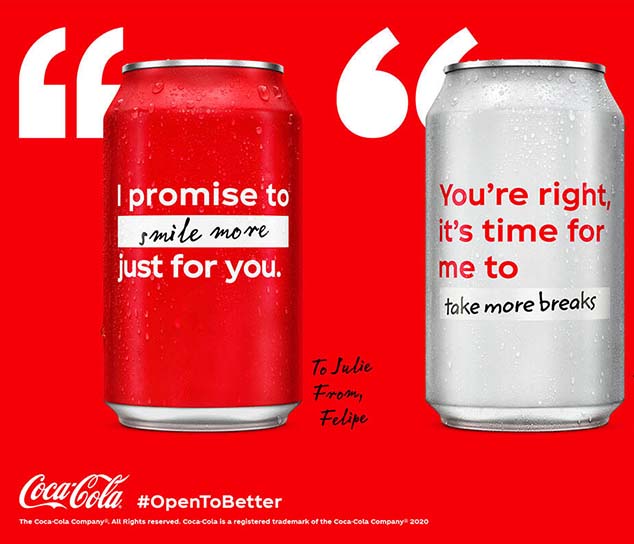 “
I promise to
smile more
just for you.
To Julie
From,
Felipe
“
You're right,
it's time for
me to
take more breaks
Coca-Cola #OpenToBetter
The Coca-Cola Company®. All Rights reserved. Coca-Cola is a registered trademark of the Coca-Cola Company® 2020